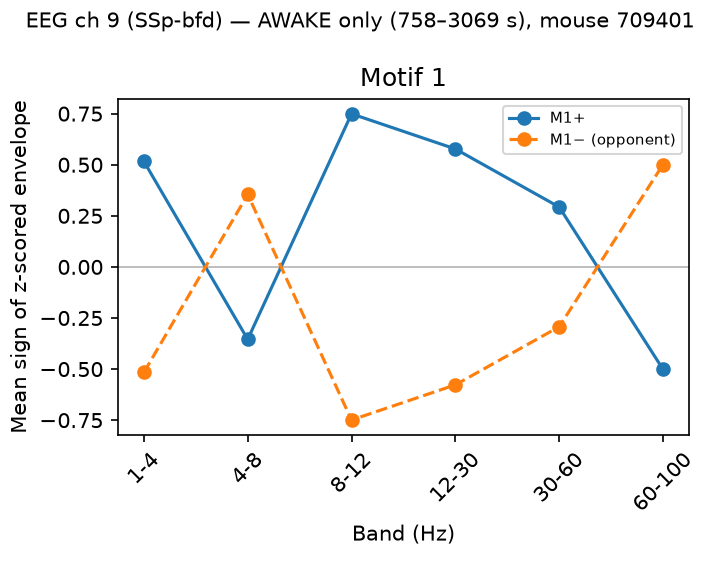 EEG ch 9 (SSp-bfd) — AWAKE only (758–3069 s), mouse 709401
Motif 1
M1+
M1− (opponent)
Mean sign of z-scored envelope
0.75
0.50
0.25
0.00
−0.25
−0.50
−0.75
1-4
4-8
8-12
12-30
30-60
60-100
Band (Hz)